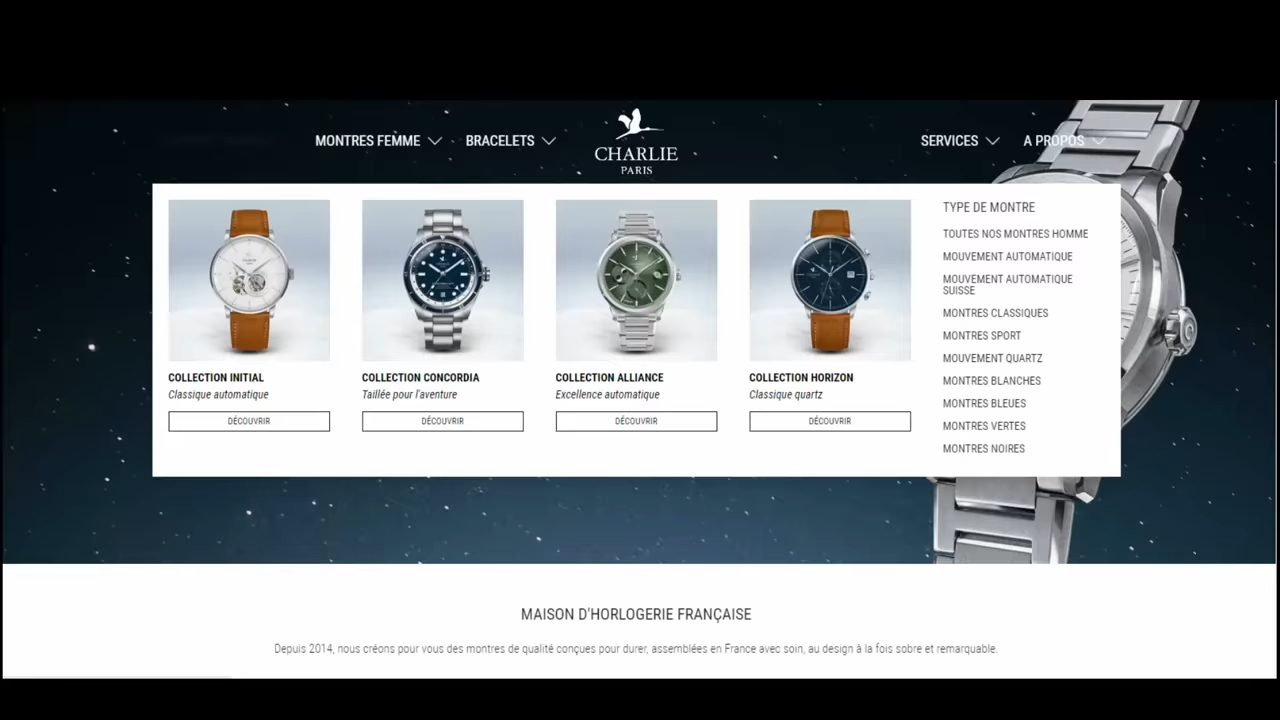 MONTRES FEMME
BRACELETS
CHARLIE
PARIS
SERVICES
A PROPOS
COLLECTION INITIAL
Classique automatique
DÉCOUVRIR
COLLECTION CONCORDIA
Taillée pour l'aventure
DÉCOUVRIR
COLLECTION ALLIANCE
Excellence automatique
DÉCOUVRIR
COLLECTION HORIZON
Classique quartz
DÉCOUVRIR
TYPE DE MONTRE
TOUTES NOS MONTRES HOMME
MOUVEMENT AUTOMATIQUE
MOUVEMENT AUTOMATIQUE
SUISSE
MONTRES CLASSIQUES
MONTRES SPORT
MOUVEMENT QUARTZ
MONTRES BLANCHES
MONTRES BLEUES
MONTRES VERTES
MONTRES NOIRES
MAISON D'HORLOGERIE FRANÇAISE
Depuis 2014, nous créons pour vous des montres de qualité conçues pour durer, assemblées en France avec soin, au design à la fois sobre et remarquable.